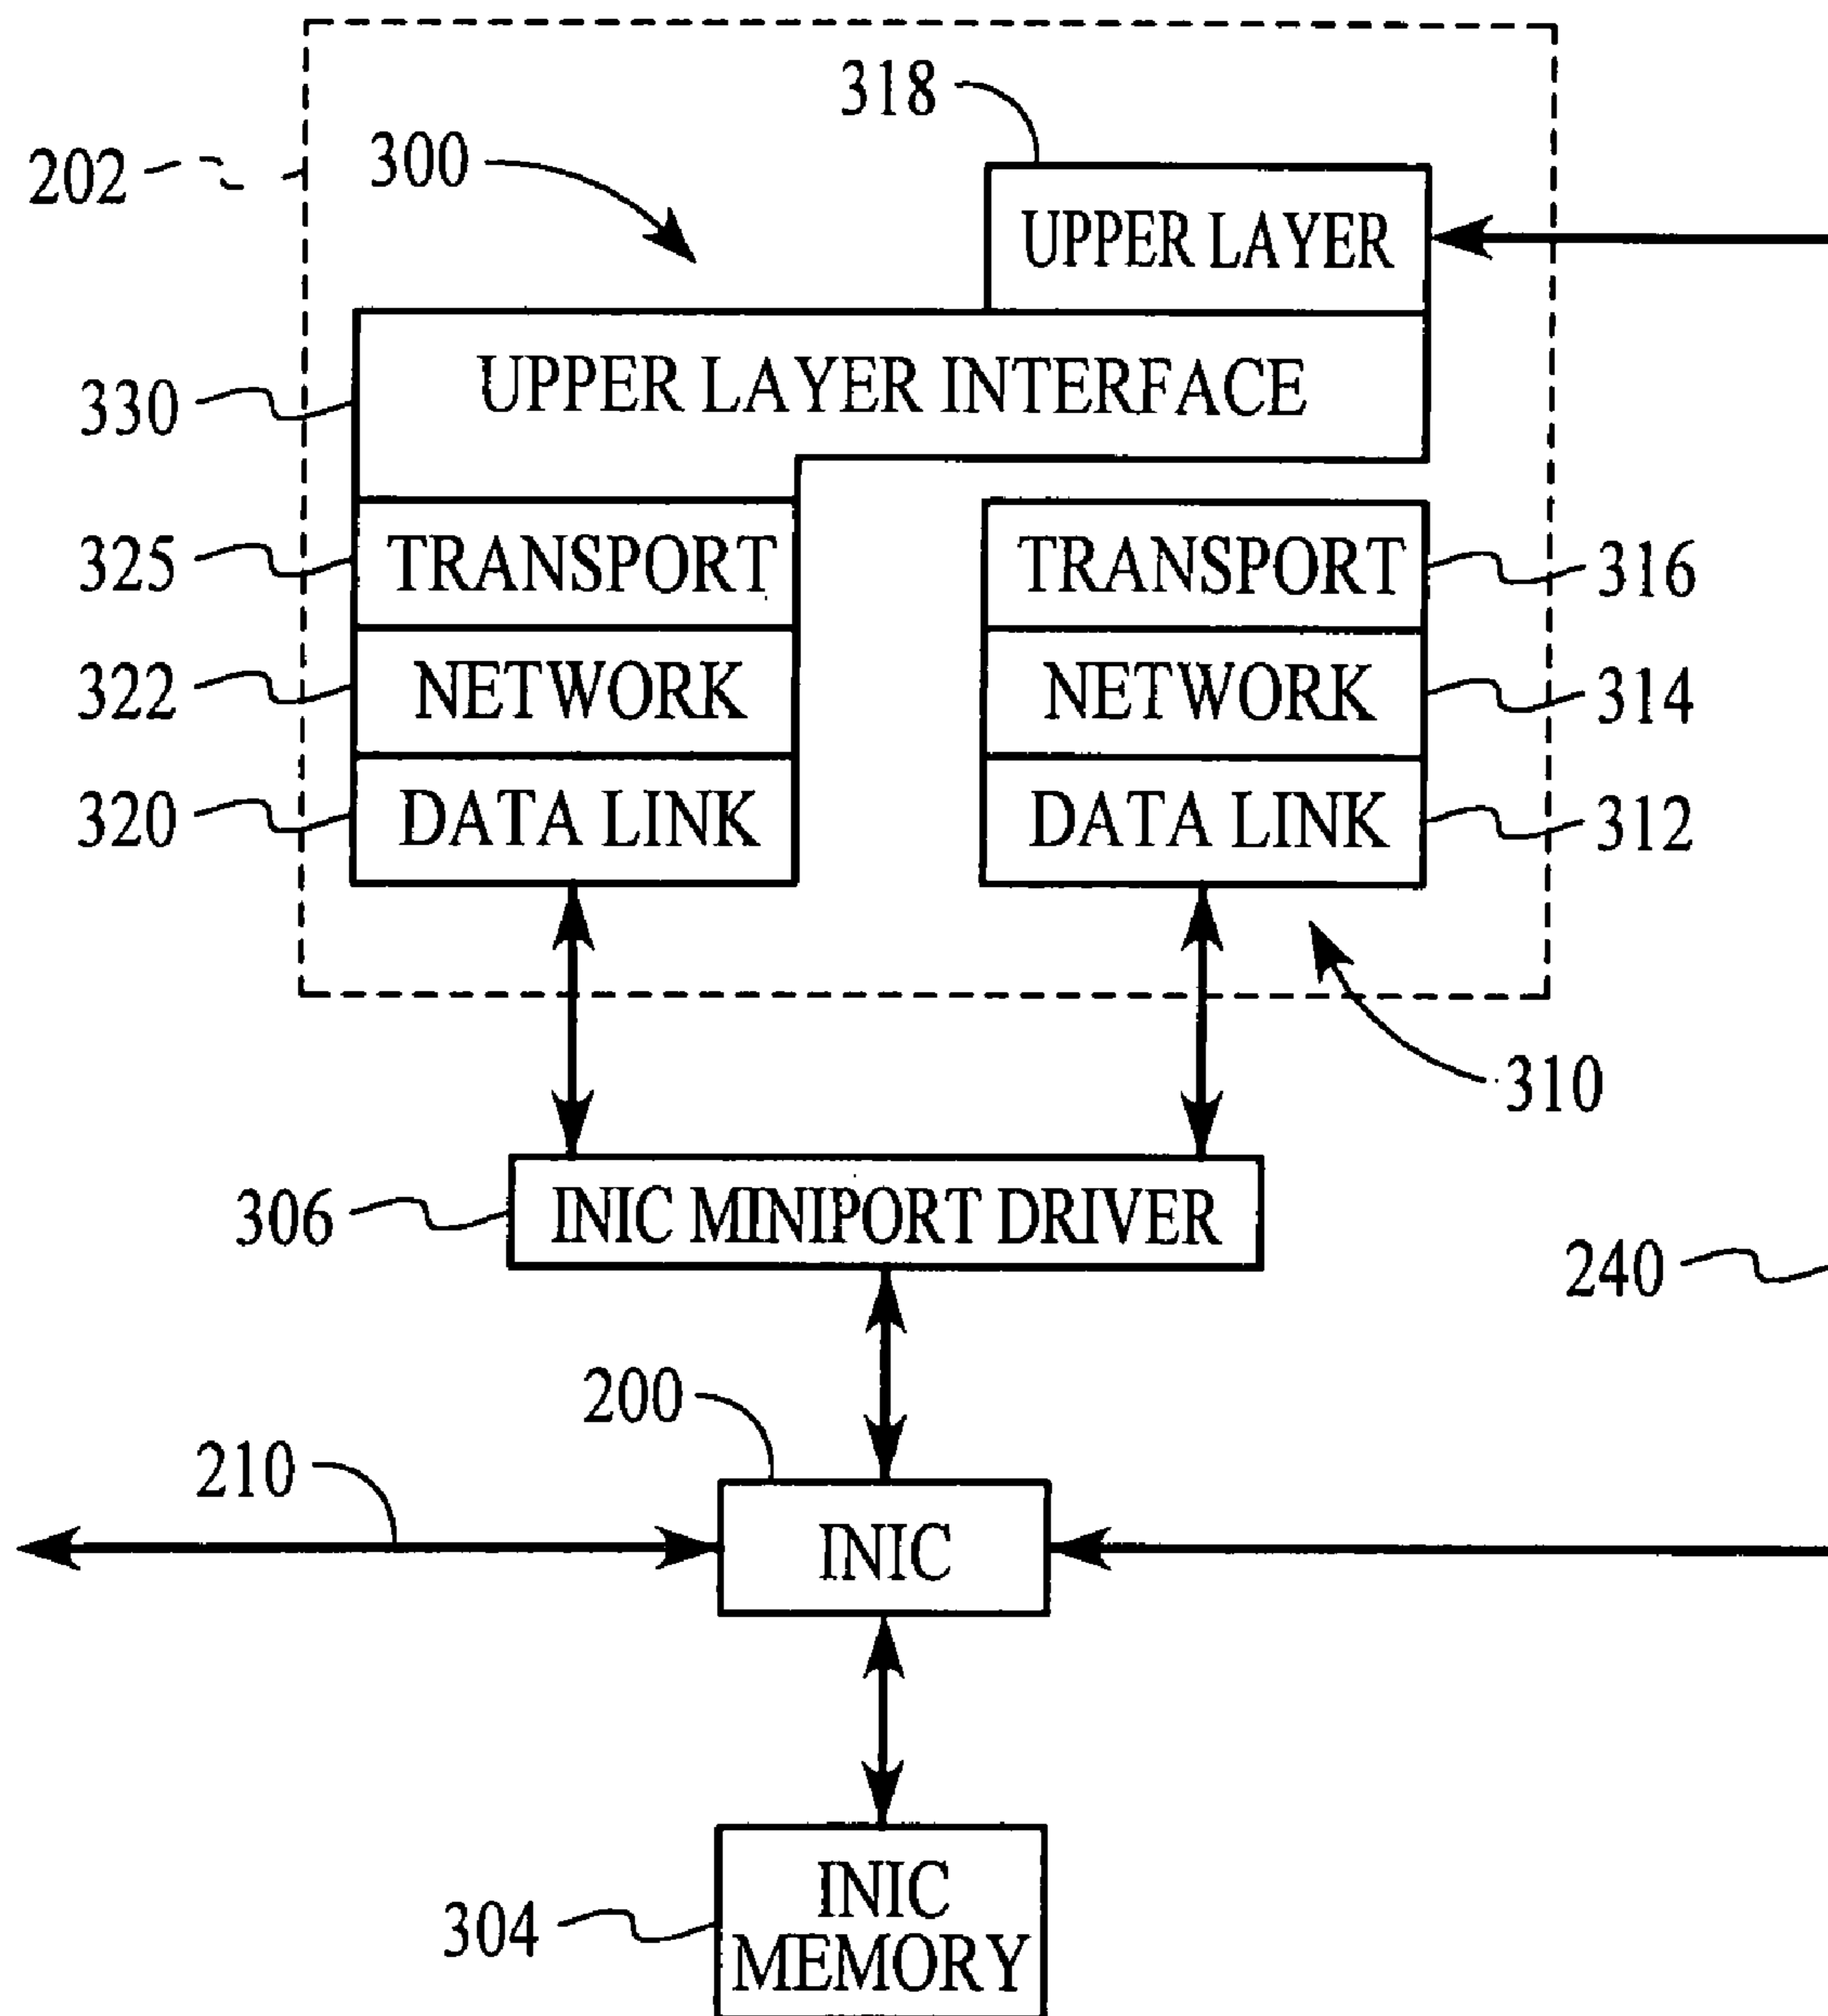 318
202
300
UPPER LAYER
UPPER LAYER INTERFACE
330
325
TRANSPORT
TRANSPORT
316
322
NETWORK
NETWORK
314
320
DATA LINK
DATA LINK
312
310
306
INIC MINIPORT DRIVER
240
200
210
INIC
304
INIC
MEMORY